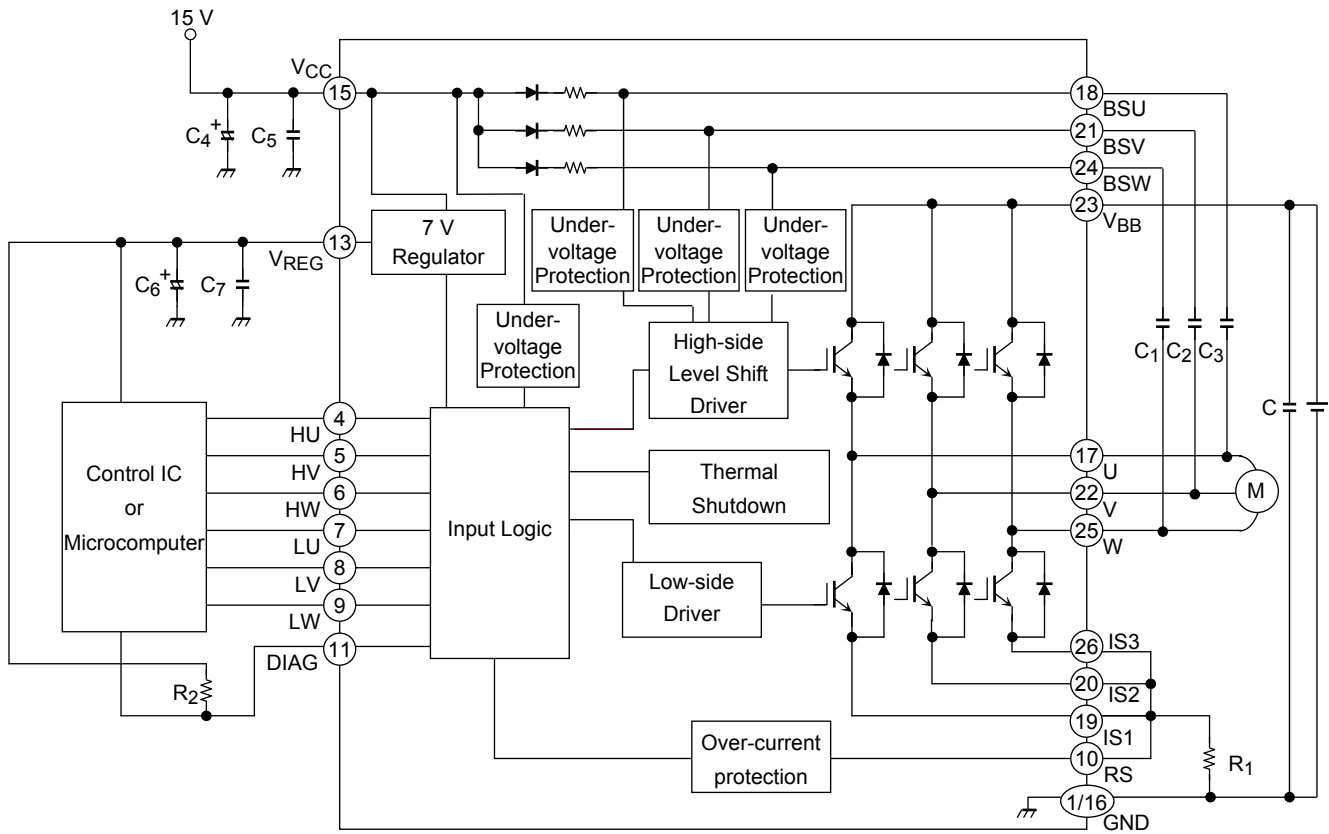 15 V
VCC
15
C4
+
C5
18
BSU
21
BSV
24
BSW
23
VBB
13
VREG
7 V
Regulator
C6
+
C7
Under-
voltage
Protection
Under-
voltage
Protection
Under-
voltage
Protection
Under-
voltage
Protection
High-side
Level Shift
Driver
C1
C2
C3
C
Control IC
or
Microcomputer
4
HU
5
HV
6
HW
7
LU
8
LV
9
LW
11
DIAG
R2
Input Logic
Thermal
Shutdown
Low-side
Driver
17
U
22
V
25
W
M
26
IS3
20
IS2
19
IS1
10
RS
Over-current
protection
R1
1/16
GND